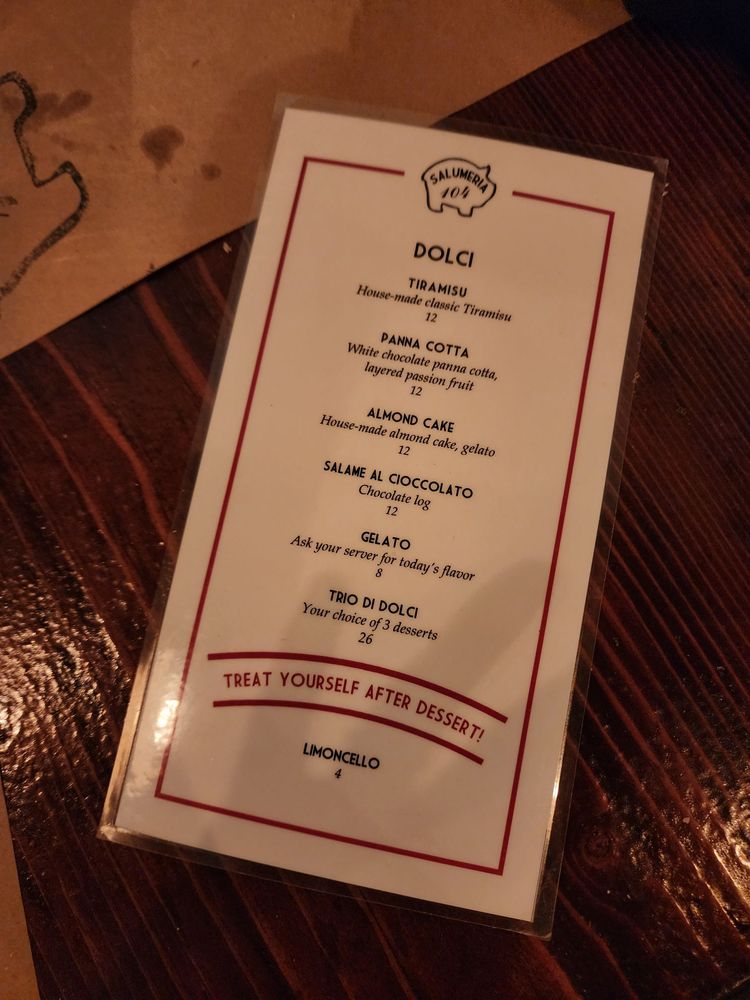 SALUMERIA
104
DOLCI
TIRAMISU
House-made classic Tiramisu
12
PANNA COTTA
White chocolate panna cotta,
layered passion fruit
12
ALMOND CAKE
House-made almond cake, gelato
12
SALAME AL CIOCCOLATO
Chocolate log
12
GELATO
Ask your server for today's flavor
8
TRIO DI DOLCI
Your choice of 3 desserts
26
TREAT YOURSELF AFTER DESSERT!
LIMONCELLO
4